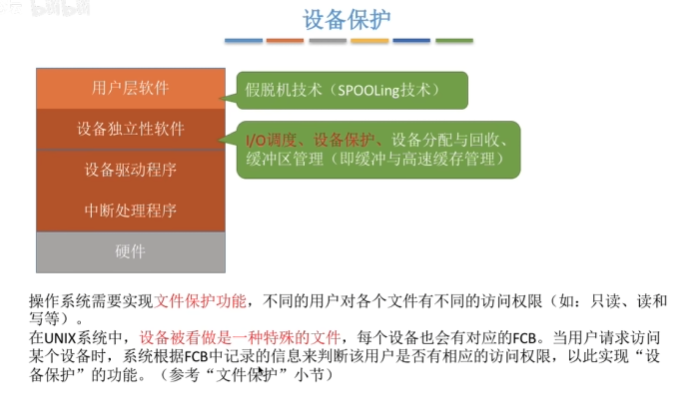 bilibili
设备保护
用户层软件
假脱机技术（SPOOLing技术）
设备独立性软件
I/O调度、设备保护、设备分配与回收、
缓冲区管理（即缓冲与高速缓存管理）
设备驱动程序
中断处理程序
硬件
操作系统需要实现文件保护功能，不同的用户对各个文件有不同的访问权限（如：只读、读和
写等）。
在UNIX系统中，设备被看做是一种特殊的文件，每个设备也会有对应的FCB。当用户请求访问
某个设备时，系统根据FCB中记录的信息来判断该用户是否有相应的访问权限，以此实现“设
备保护”的功能。（参考“文件保护”小节）